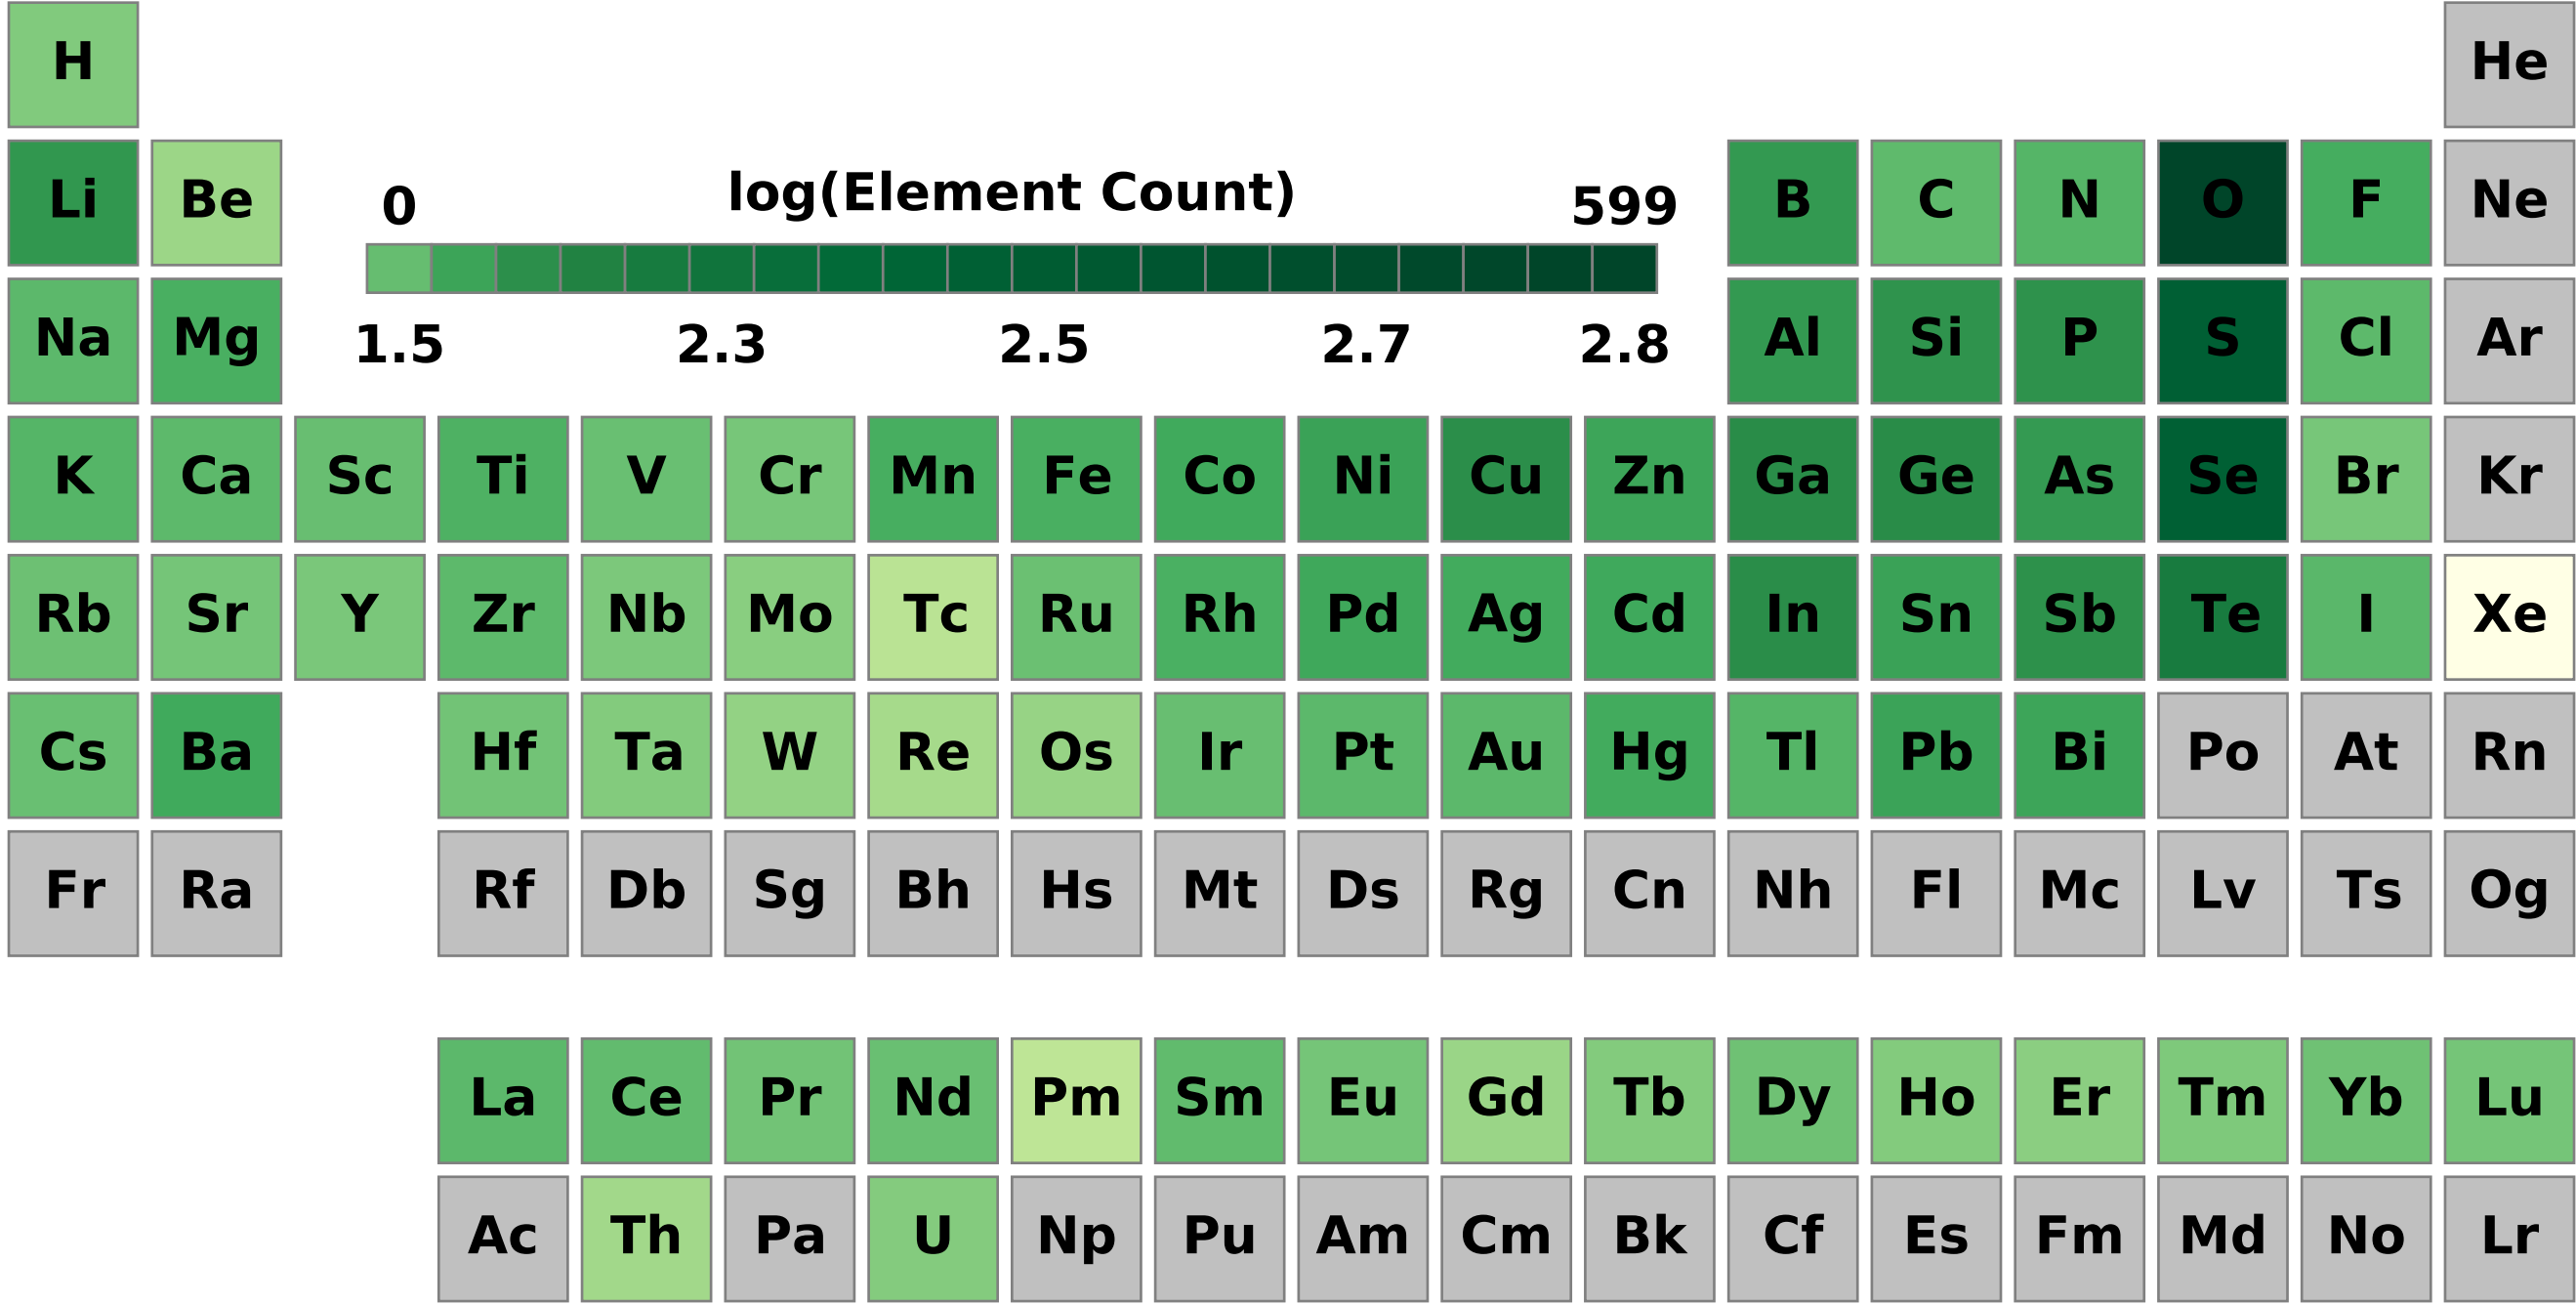 H He
Li Be B C N O F Ne
0 log(Element Count) 599
Na Mg Al Si P S Cl Ar
1.5 2.3 2.5 2.7 2.8
K Ca Sc Ti V Cr Mn Fe Co Ni Cu Zn Ga Ge As Se Br Kr
Rb Sr Y Zr Nb Mo Tc Ru Rh Pd Ag Cd In Sn Sb Te I Xe
Cs Ba Hf Ta W Re Os Ir Pt Au Hg Tl Pb Bi Po At Rn
Fr Ra Rf Db Sg Bh Hs Mt Ds Rg Cn Nh Fl Mc Lv Ts Og
La Ce Pr Nd Pm Sm Eu Gd Tb Dy Ho Er Tm Yb Lu
Ac Th Pa U Np Pu Am Cm Bk Cf Es Fm Md No Lr